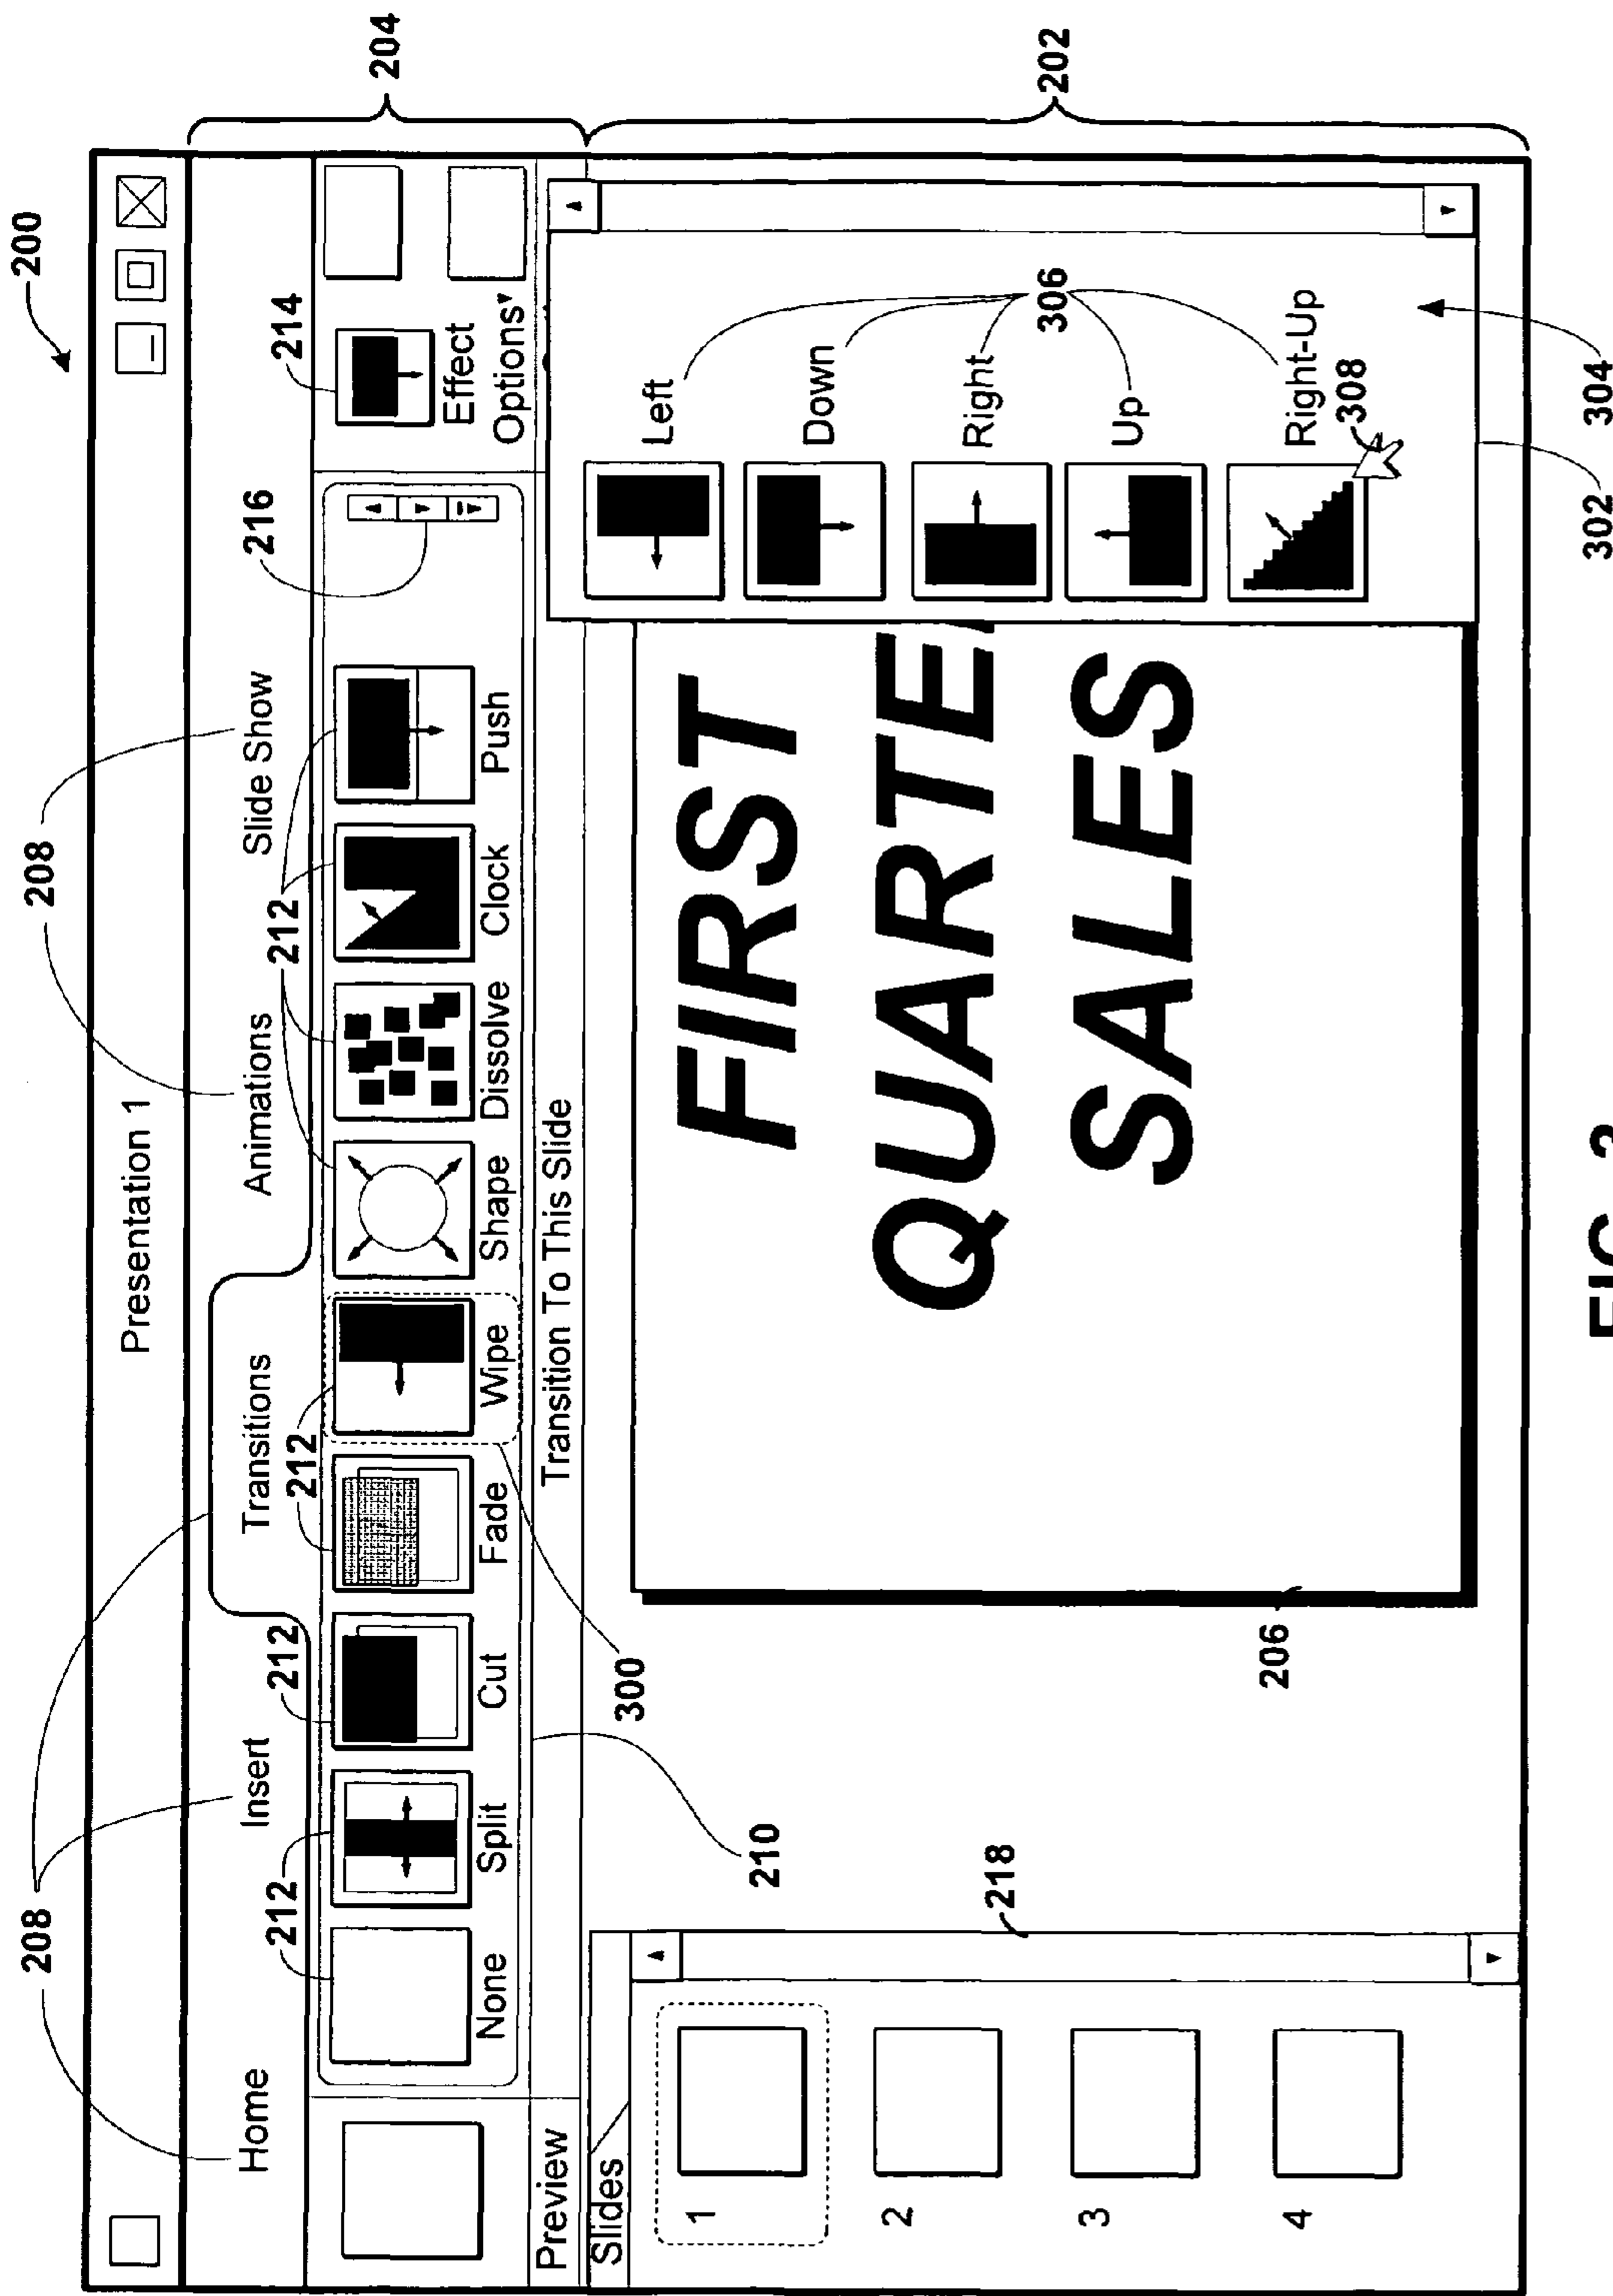 200
Presentation 1
208
208
Home
Insert
Transitions
Animations
Slide Show
204
212
212
212
212
212
216
214
None
Split
Cut
Fade
Wipe
Shape
Dissolve
Clock
Push
Effect
Options
Preview
Transition To This Slide
Slides
210
300
202
1
2
3
4
218
206
FIRST
QUARTE
SALES
Left
Down
Right
Up
Right-Up
306
308
302
304
FIG